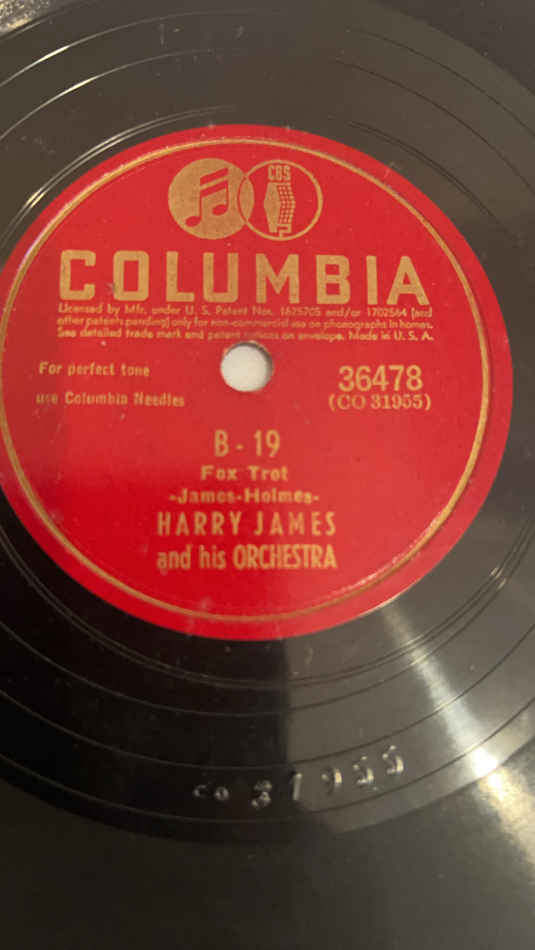 CBS
COLUMBIA
Licensed by Mfr. under U. S. Patent Nos. 1625705 and/or 1702564 (and
other patents pending) only for non-commercial use on phonographs in homes.
See detailed trade mark and patent notices on envelope. Made in U. S. A.
For perfect tone
use Columbia Needles
36478
(CO 31955)
B - 19
Fox Trot
-James-Holmes-
HARRY JAMES
and his ORCHESTRA
CO 31955